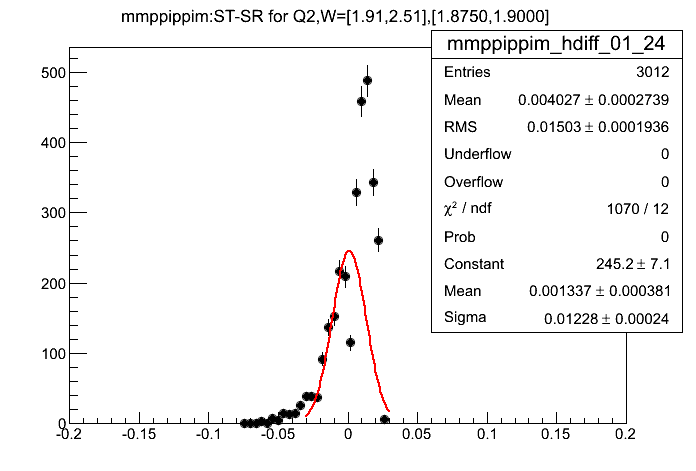 mmppippim:ST-SR for Q2,W=[1.91,2.51],[1.8750,1.9000]
mmppippim_hdiff_01_24
Entries 3012
Mean 0.004027 ± 0.0002739
RMS 0.01503 ± 0.0001936
Underflow 0
Overflow 0
χ² / ndf 1070 / 12
Prob 0
Constant 245.2 ± 7.1
Mean 0.001337 ± 0.000381
Sigma 0.01228 ± 0.00024
500
400
300
200
100
0
-0.2 -0.15 -0.1 -0.05 0 0.05 0.1 0.15 0.2